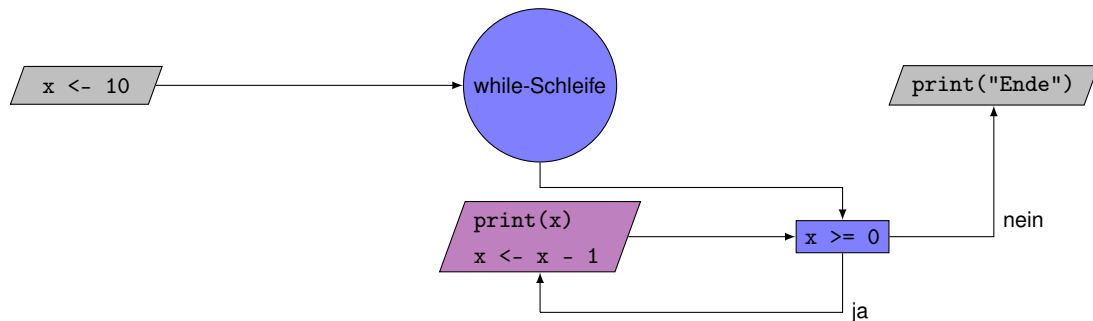 x <- 10
while-Schleife
print("Ende")
print(x)
x <- x - 1
x >= 0
nein
ja